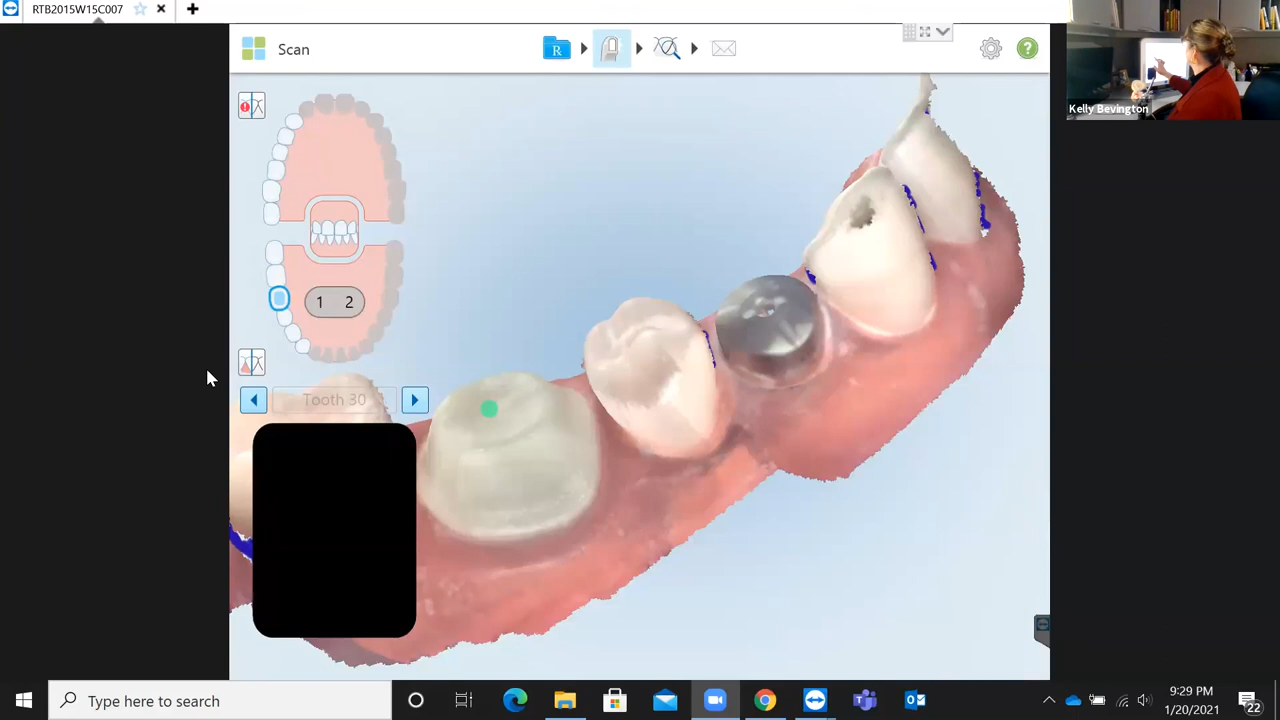 RTB2015W15C007
Scan
R
?
Kelly Bevington
1 2
Tooth 30
Type here to search
9:29 PM
1/20/2021
22